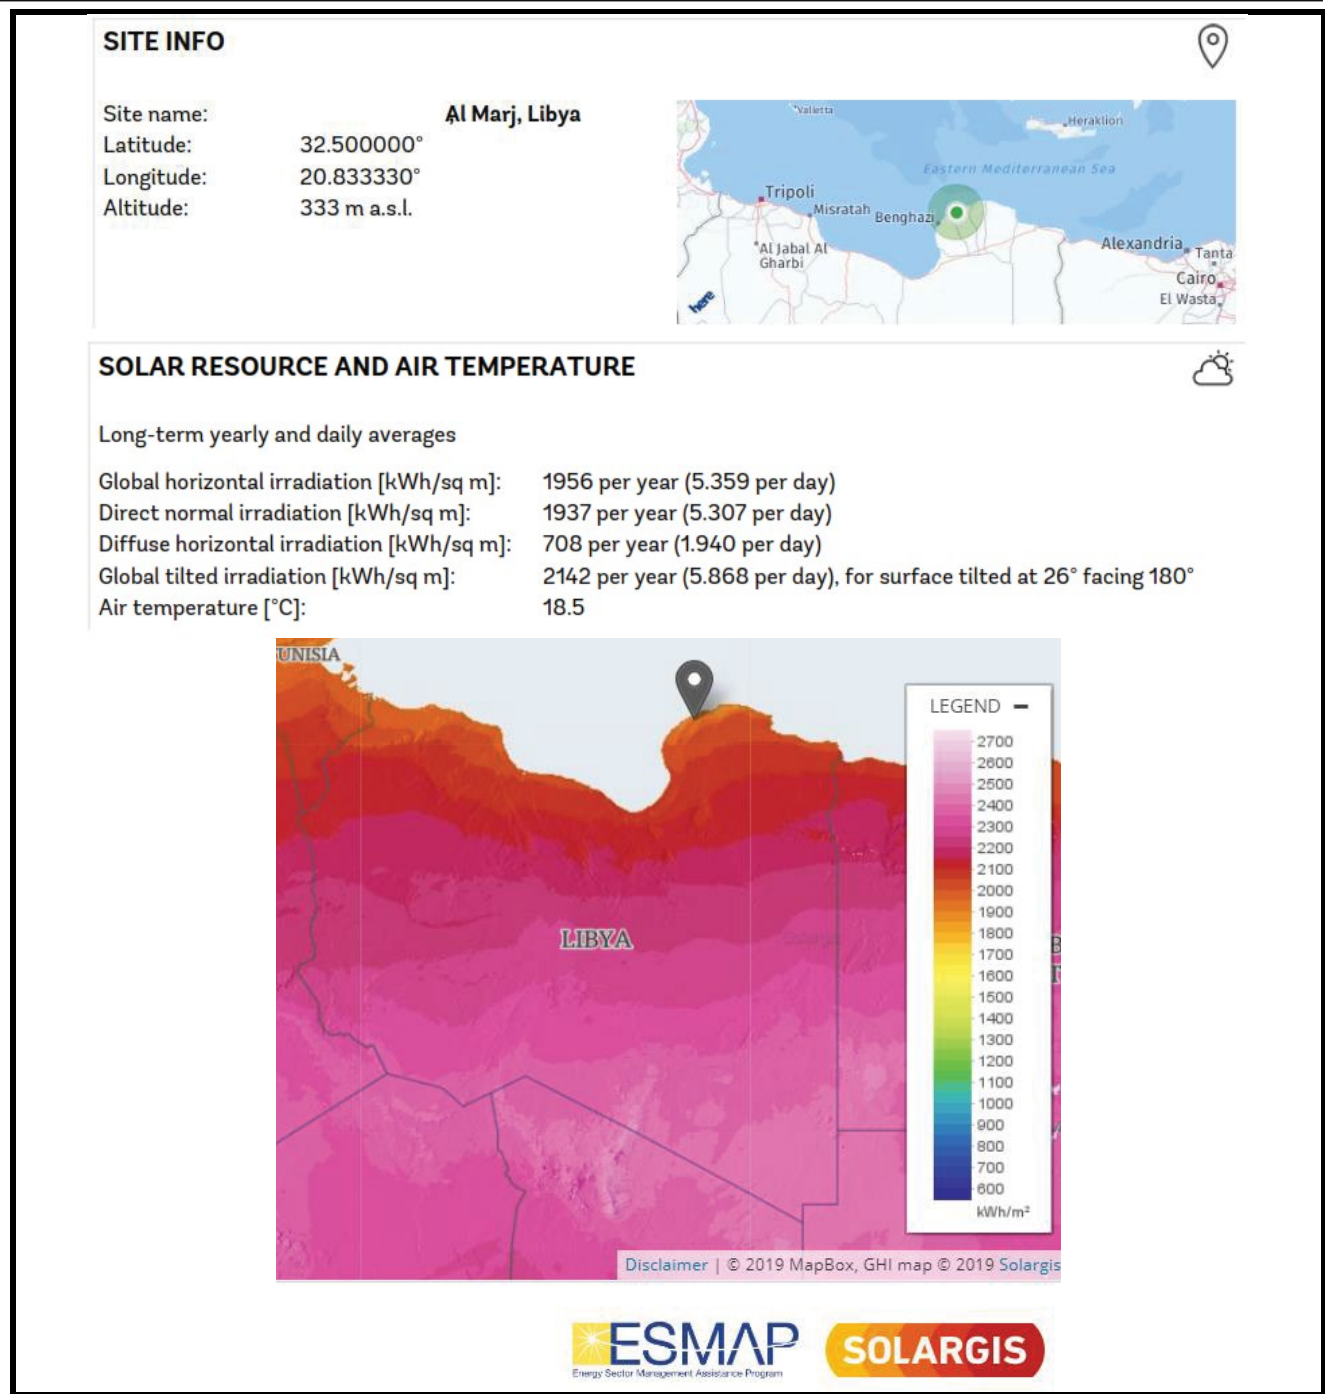 SITE INFO
Site name: Al Marj, Libya
Latitude: 32.500000°
Longitude: 20.833330°
Altitude: 333 m a.s.l.
Valletta
Heraklion
Eastern Mediterranean Sea
Tripoli
Misratah
Benghazi
Al Jabal Al
Gharbi
Alexandria
Tanta
Cairo
El Wasta
here
SOLAR RESOURCE AND AIR TEMPERATURE
Long-term yearly and daily averages
Global horizontal irradiation [kWh/sq m]: 1956 per year (5.359 per day)
Direct normal irradiation [kWh/sq m]: 1937 per year (5.307 per day)
Diffuse horizontal irradiation [kWh/sq m]: 708 per year (1.940 per day)
Global tilted irradiation [kWh/sq m]: 2142 per year (5.868 per day), for surface tilted at 26° facing 180°
Air temperature [°C]: 18.5
UNISIA
LIBYA
LEGEND
2700
2600
2500
2400
2300
2200
2100
2000
1900
1800
1700
1600
1500
1400
1300
1200
1100
1000
900
800
700
600
kWh/m²
Disclaimer | © 2019 MapBox, GHI map © 2019 Solargis
ESMAP
Energy Sector Management Assistance Program
SOLARGIS